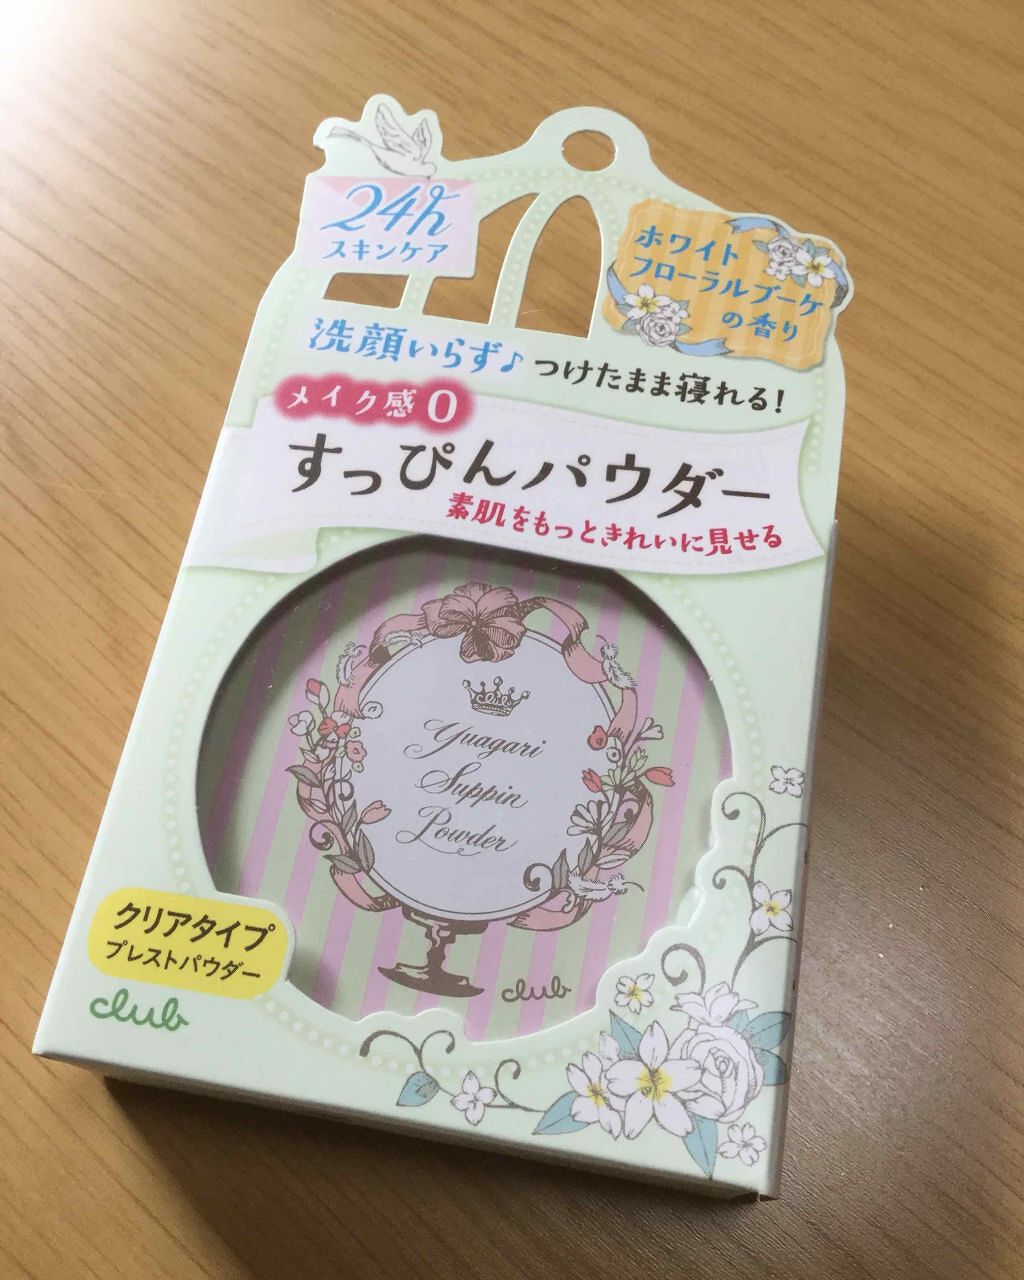 24h
スキンケア
ホワイト
フローラルブーケ
の香り
洗顔いらず♪つけたまま寝れる!
メイク感0
すっぴんパウダー
素肌をもっときれいに見せる
club
Yuagari
Suppin
Powder
club
クリアタイプ
プレストパウダー
club